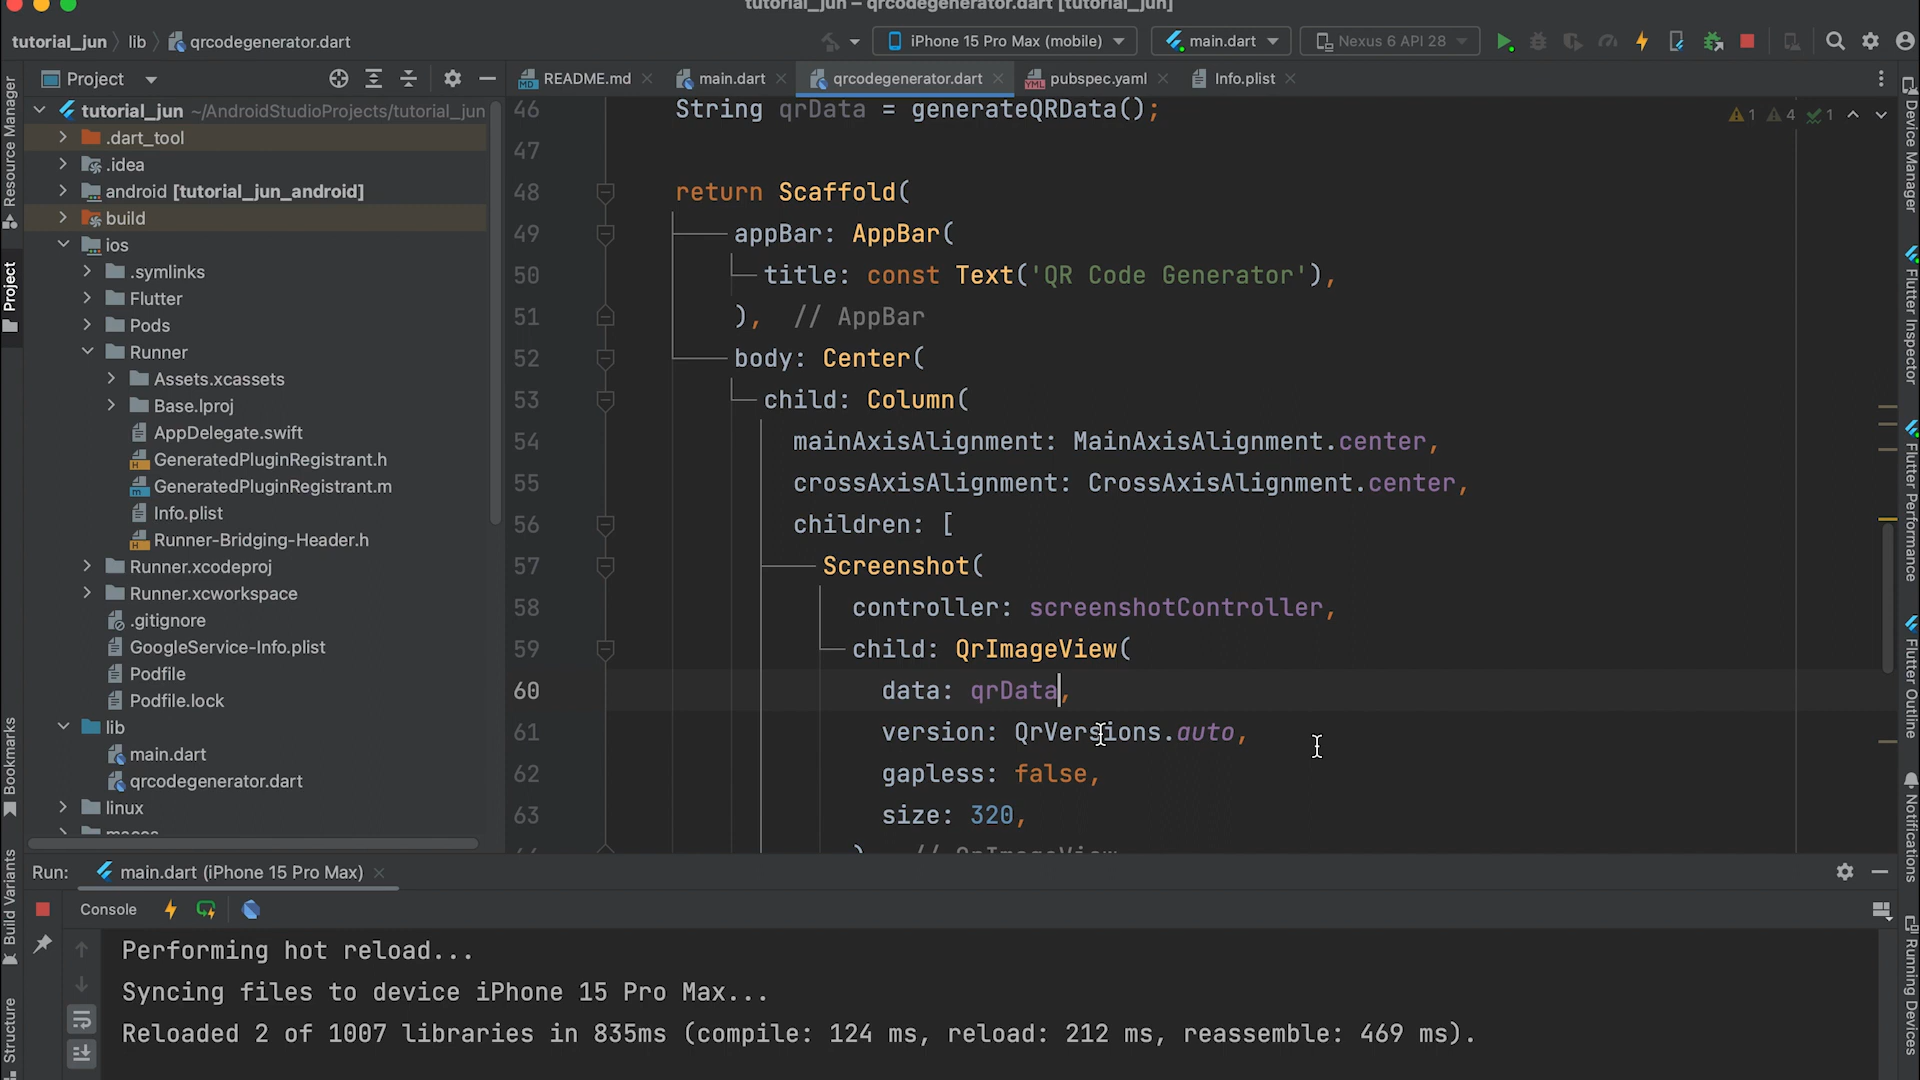 tutorial_jun – qrcodegenerator.dart [tutorial_jun]
tutorial_jun lib qrcodegenerator.dart
iPhone 15 Pro Max (mobile) main.dart Nexus 6 API 28
Project
README.md main.dart qrcodegenerator.dart pubspec.yaml Info.plist
tutorial_jun ~/AndroidStudioProjects/tutorial_jun
.dart_tool
.idea
android [tutorial_jun_android]
build
ios
.symlinks
Flutter
Pods
Runner
Assets.xcassets
Base.lproj
AppDelegate.swift
GeneratedPluginRegistrant.h
GeneratedPluginRegistrant.m
Info.plist
Runner-Bridging-Header.h
Runner.xcodeproj
Runner.xcworkspace
.gitignore
GoogleService-Info.plist
Podfile
Podfile.lock
lib
main.dart
qrcodegenerator.dart
linux
macos
46 String qrData = generateQRData();
1 4 1
47
48 return Scaffold(
49 appBar: AppBar(
50 title: const Text('QR Code Generator'),
51 ), // AppBar
52 body: Center(
53 child: Column(
54 mainAxisAlignment: MainAxisAlignment.center,
55 crossAxisAlignment: CrossAxisAlignment.center,
56 children: [
57 Screenshot(
58 controller: screenshotController,
59 child: QrImageView(
60 data: qrData,
61 version: QrVersions.auto,
62 gapless: false,
63 size: 320,
), // QrImageView
Run: main.dart (iPhone 15 Pro Max)
Console
Performing hot reload...
Syncing files to device iPhone 15 Pro Max...
Reloaded 2 of 1007 libraries in 835ms (compile: 124 ms, reload: 212 ms, reassemble: 469 ms).
Resource Manager
Project
Bookmarks
Build Variants
Structure
Device Manager
Flutter Inspector
Flutter Performance
Flutter Outline
Notifications
Running Devices